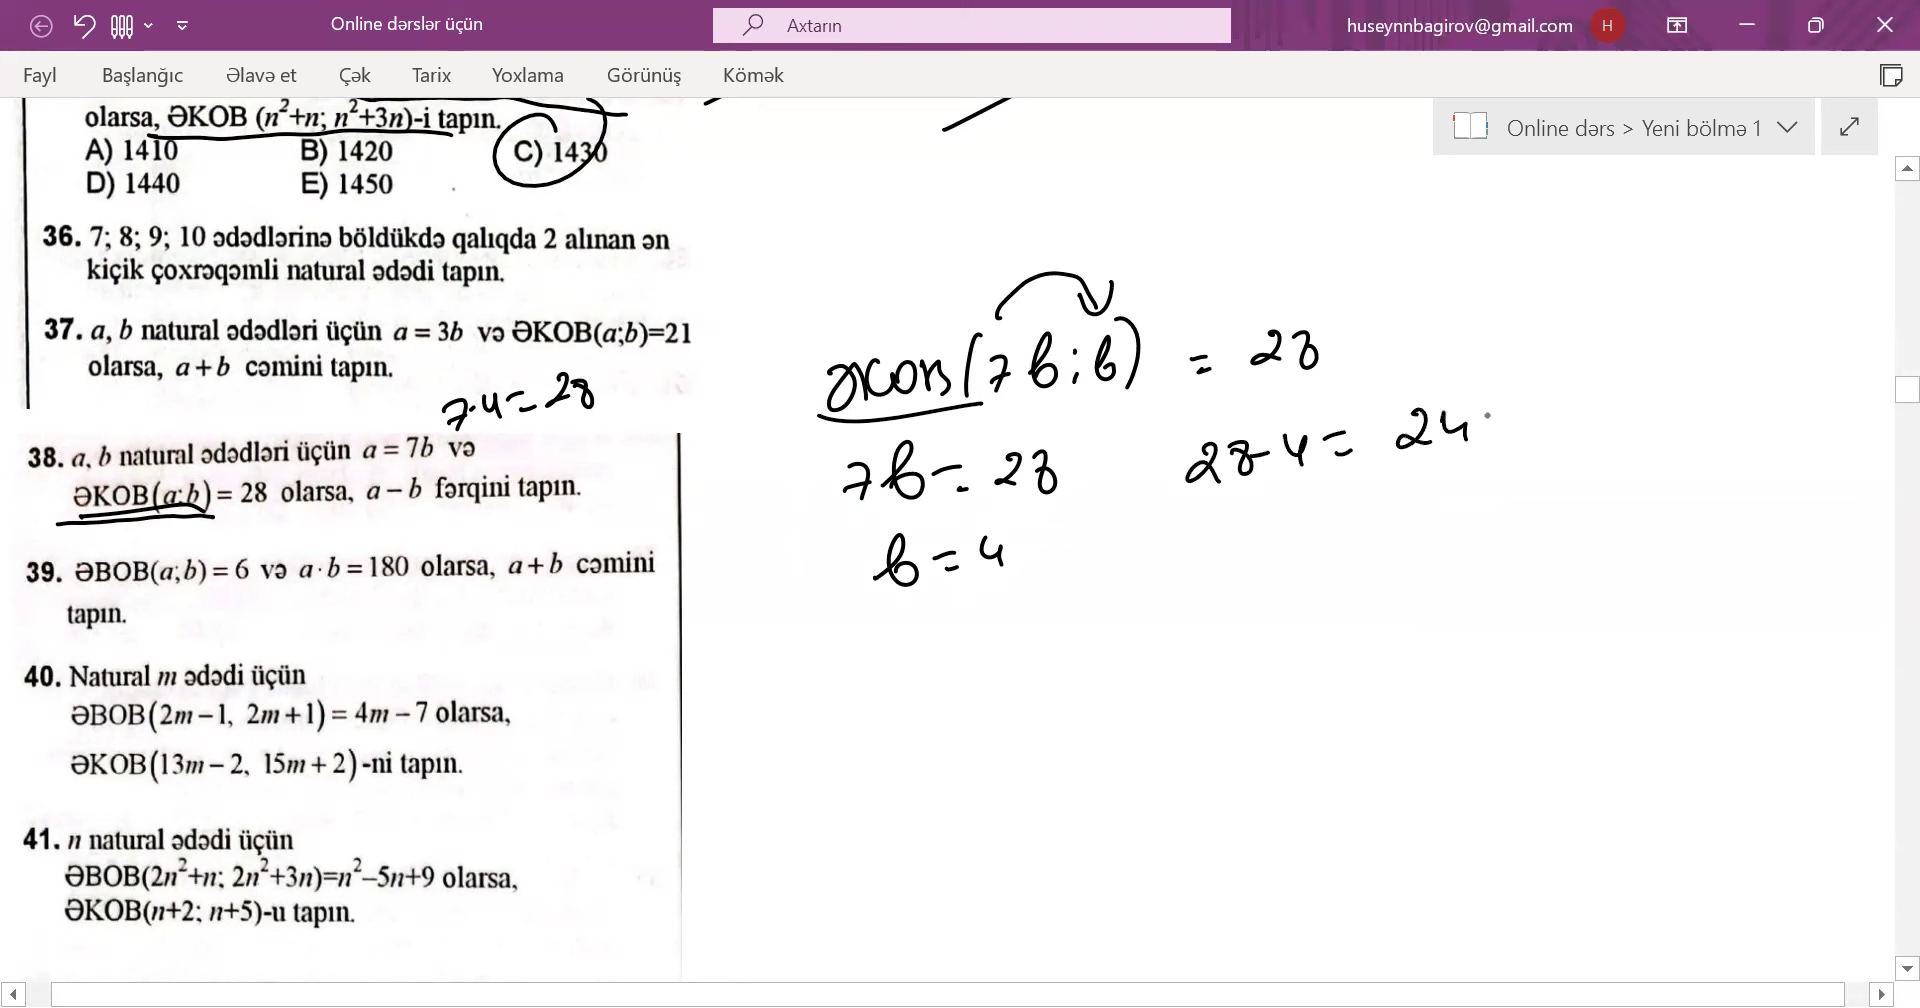 Online dərslər üçün
Axtarın
huseynnbagirov@gmail.com
H
Fayl Başlanğıc Əlavə et Çək Tarix Yoxlama Görünüş Kömək
Online dərs > Yeni bölmə 1
olarsa, ƏKOB (n²+n; n²+3n)-i tapın.
A) 1410 B) 1420 C) 1430
D) 1440 E) 1450
36. 7; 8; 9; 10 ədədlərinə böldükdə qalıqda 2 alınan ən
kiçik çoxrəqəmli natural ədədi tapın.
37. a, b natural ədədləri üçün a = 3b və ƏKOB(a;b)=21
olarsa, a+b cəmini tapın.
7·4=28
38. a, b natural ədədləri üçün a = 7b və
ƏKOB(a;b) = 28 olarsa, a – b fərqini tapın.
39. ƏBOB(a;b) = 6 və a·b = 180 olarsa, a+b cəmini
tapın.
40. Natural m ədədi üçün
ƏBOB(2m–1, 2m+1) = 4m–7 olarsa,
ƏKOB(13m–2, 15m+2)-ni tapın.
41. n natural ədədi üçün
ƏBOB(2n²+n; 2n²+3n)=n²–5n+9 olarsa,
ƏKOB(n+2; n+5)-u tapın.
əkob(7b;b) = 28
7b = 28 28-4= 24
b = 4